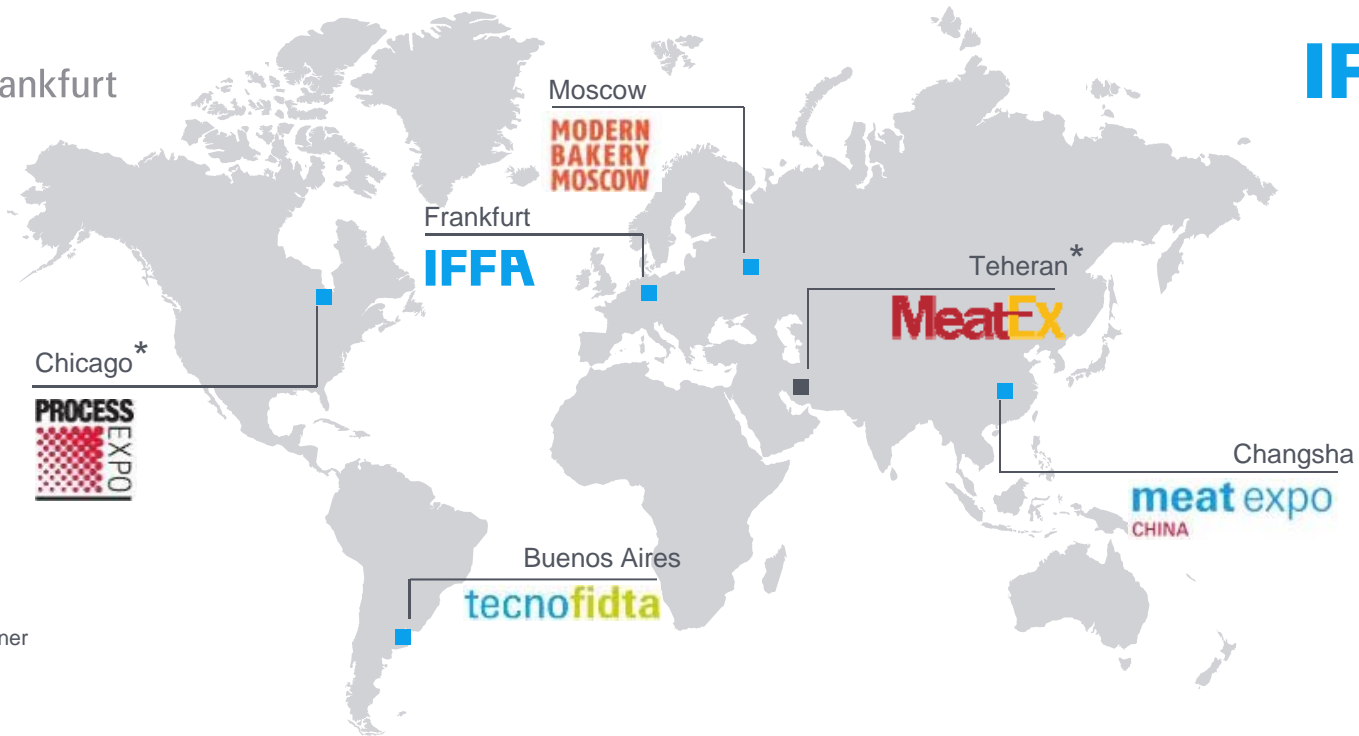 ankfurt
IF
Moscow
MODERN
BAKERY
MOSCOW
Frankfurt
IFFA
Teheran*
MeatEx
Chicago*
PROCESS
EXPO
Changsha
meat expo
CHINA
Buenos Aires
tecnofidta
ner